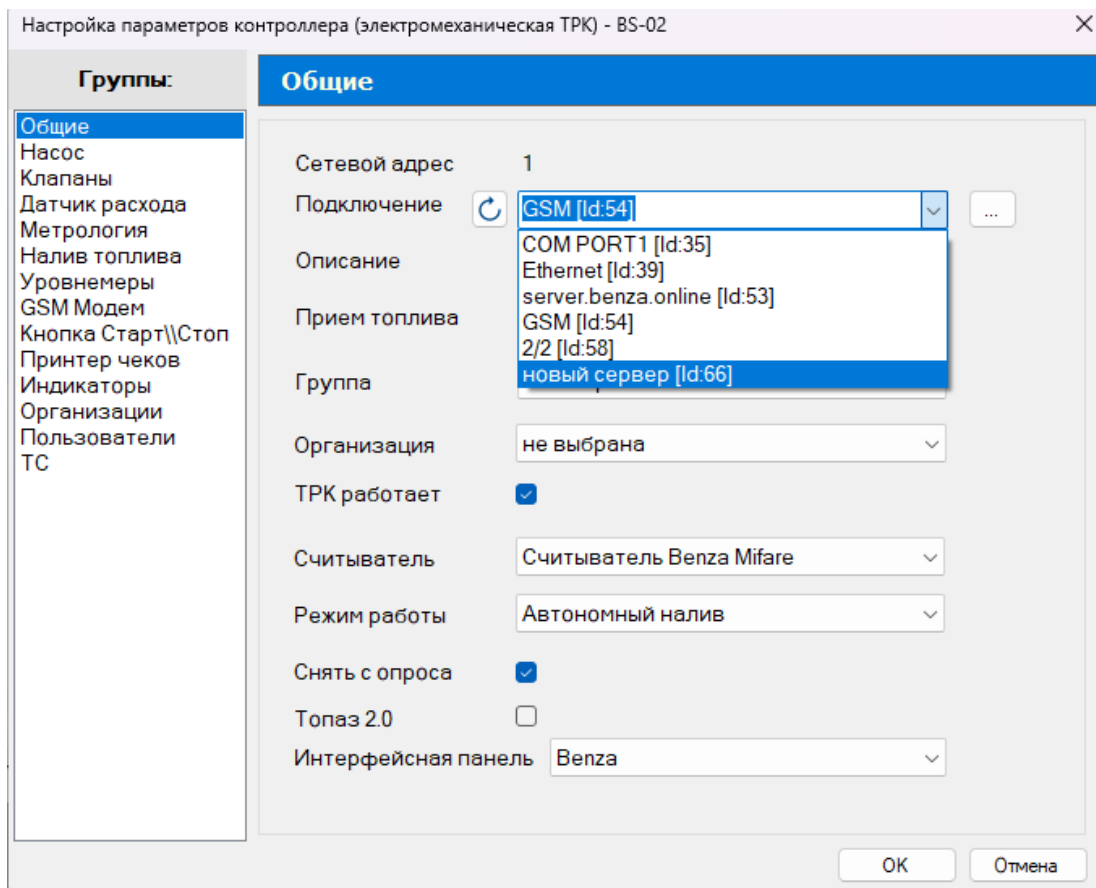 Настройка параметров контроллера (электромеханическая ТРК) - BS-02
Группы:
Общие
Насос
Клапаны
Датчик расхода
Метрология
Налив топлива
Уровнемеры
GSM Модем
Кнопка Старт\\Стоп
Принтер чеков
Индикаторы
Организации
Пользователи
ТС
Общие
Сетевой адрес 1
Подключение GSM [Id:54] ...
COM PORT1 [Id:35]
Ethernet [Id:39]
server.benza.online [Id:53]
GSM [Id:54]
2/2 [Id:58]
новый сервер [Id:66]
Описание
Прием топлива
Группа
Организация не выбрана
ТРК работает
Считыватель Считыватель Benza Mifare
Режим работы Автономный налив
Снять с опроса
Топаз 2.0
Интерфейсная панель Benza
OK Отмена